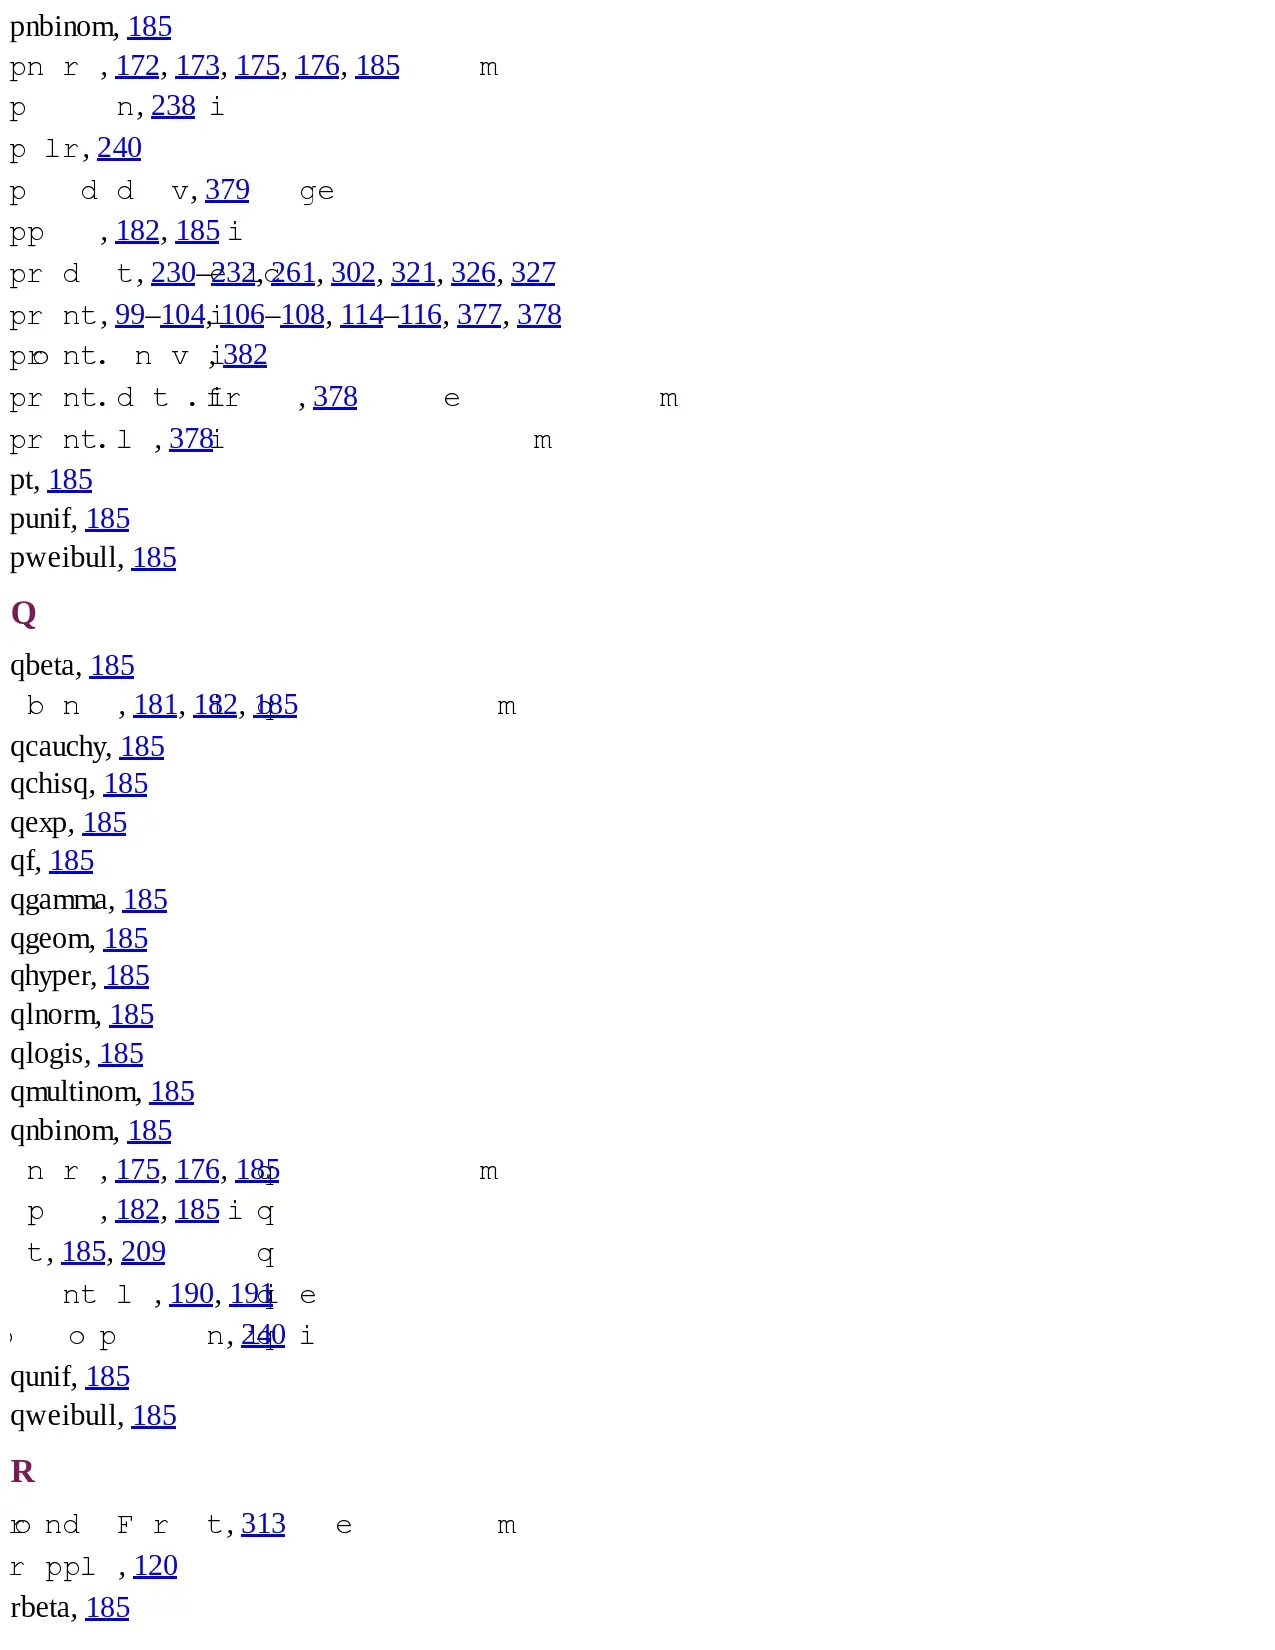 pnbinom, 185
pn r , 172, 173, 175, 176, 185 m
p n, 238 i
p lr, 240
p d d v, 379 ge
pp , 182, 185 i
pr d t, 230–232, 261, 302, 321, 326, 327
pr nt, 99–104, 106–108, 114–116, 377, 378
nt. n v , 382
pr nt. d t . r , 378 e m
pr nt. l , 378 m
pt, 185
punif, 185
pweibull, 185
Q
qbeta, 185
b n , 181, 182, 185 m
qcauchy, 185
qchisq, 185
qexp, 185
qf, 185
qgamma, 185
qgeom, 185
qhyper, 185
qlnorm, 185
qlogis, 185
qmultinom, 185
qnbinom, 185
n r , 175, 176, 185 m
p , 182, 185 i q
t, 185, 209 q
nt l , 190, 191 e
o p n, 240 i
qunif, 185
qweibull, 185
R
nd F r t, 313 e m
r ppl , 120
rbeta, 185